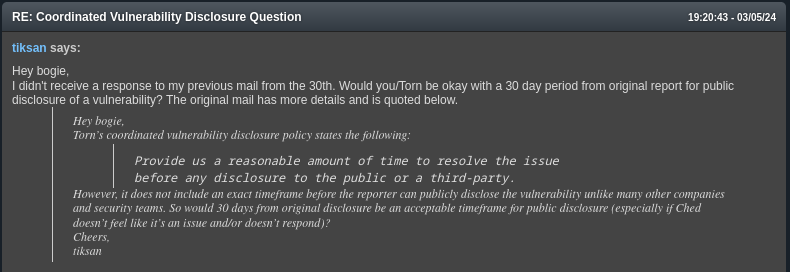 RE: Coordinated Vulnerability Disclosure Question 19:20:43 - 03/05/24
tiksan says:
Hey bogie,
I didn't receive a response to my previous mail from the 30th. Would you/Torn be okay with a 30 day period from original report for public
disclosure of a vulnerability? The original mail has more details and is quoted below.
Hey bogie,
Torn's coordinated vulnerability disclosure policy states the following:
Provide us a reasonable amount of time to resolve the issue
before any disclosure to the public or a third-party.
However, it does not include an exact timeframe before the reporter can publicly disclose the vulnerability unlike many other companies
and security teams. So would 30 days from original disclosure be an acceptable timeframe for public disclosure (especially if Ched
doesn't feel like it's an issue and/or doesn't respond)?
Cheers,
tiksan